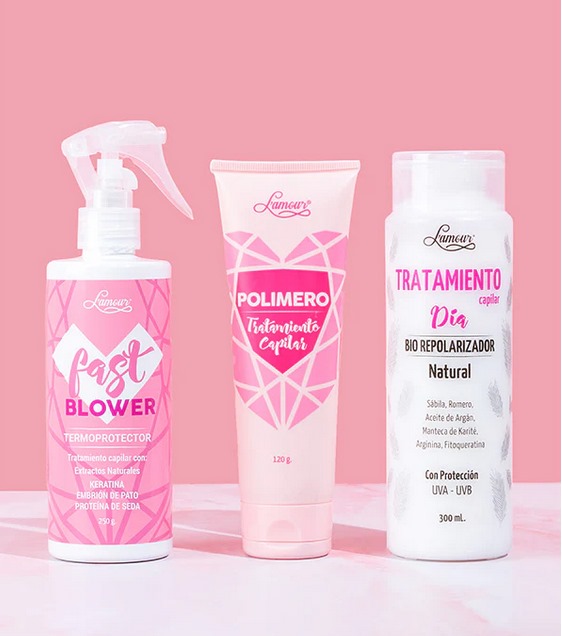 Lamour
fast
BLOWER
TERMOPROTECTOR
Tratamiento capilar con:
Extractos Naturales
KERATINA
EMBRIÓN DE PATO
PROTEÍNA DE SEDA
250 g.
Lamour®
POLIMERO
Tratamiento
Capilar
120 g.
Lamour
TRATAMIENTO
capilar
Día
BIO REPOLARIZADOR
Natural
Sábila, Romero,
Aceite de Argán,
Manteca de Karité,
Arginina, Fitoqueratina
Con Protección
UVA - UVB
300 mL.